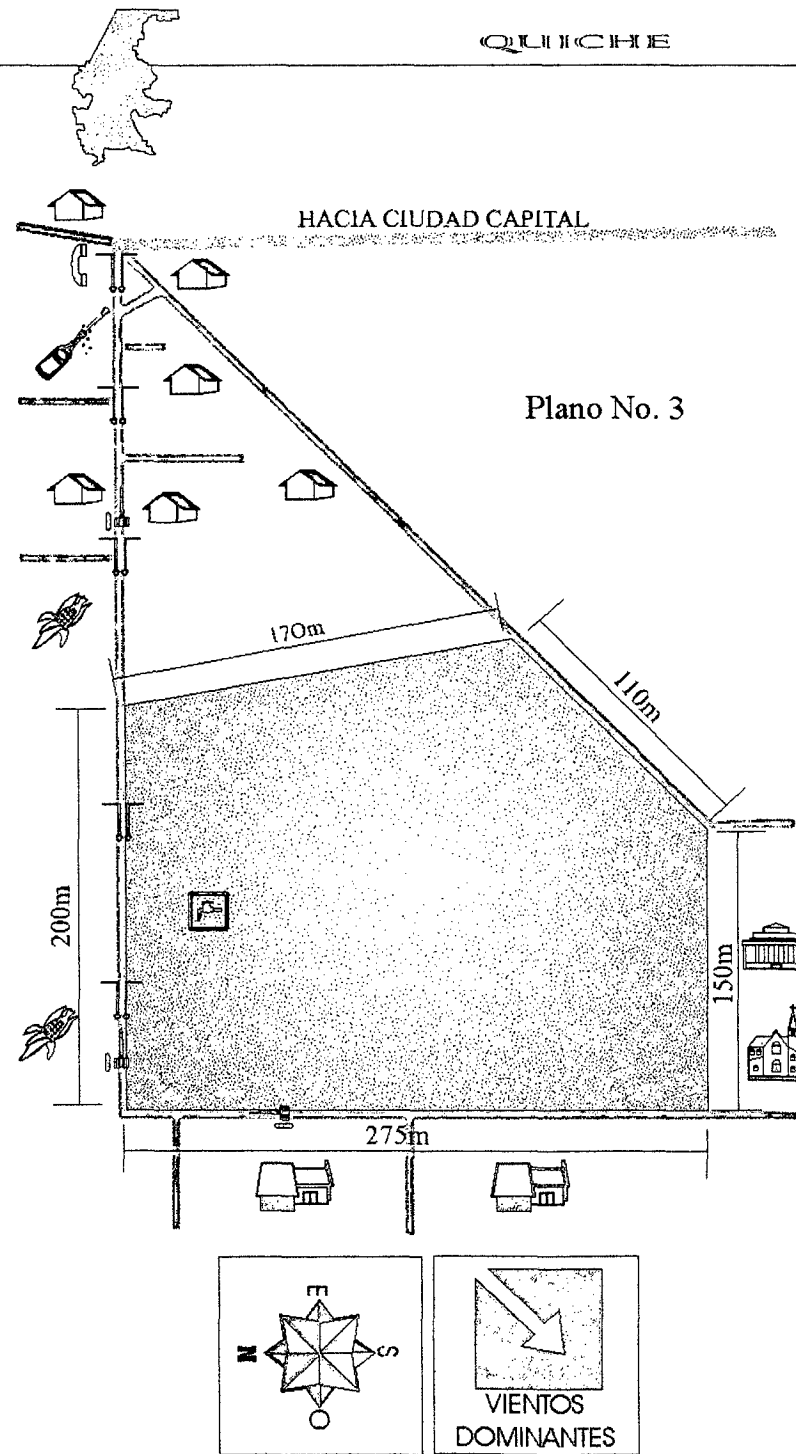 QUICHE
HACIA CIUDAD CAPITAL
Plano No. 3
170m
110m
200m
150m
275m
E
N
S
O
VIENTOS
DOMINANTES